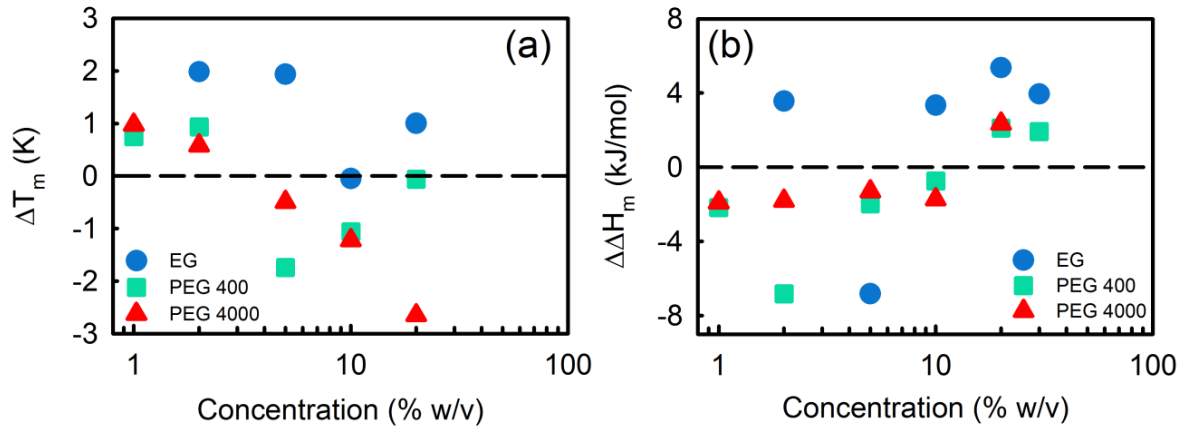 (a)
ΔTm (K)
3
2
1
0
-1
-2
-3
EG
PEG 400
PEG 4000
1
10
100
Concentration (% w/v)
(b)
ΔΔHm (kJ/mol)
8
4
0
-4
-8
EG
PEG 400
PEG 4000
1
10
100
Concentration (% w/v)